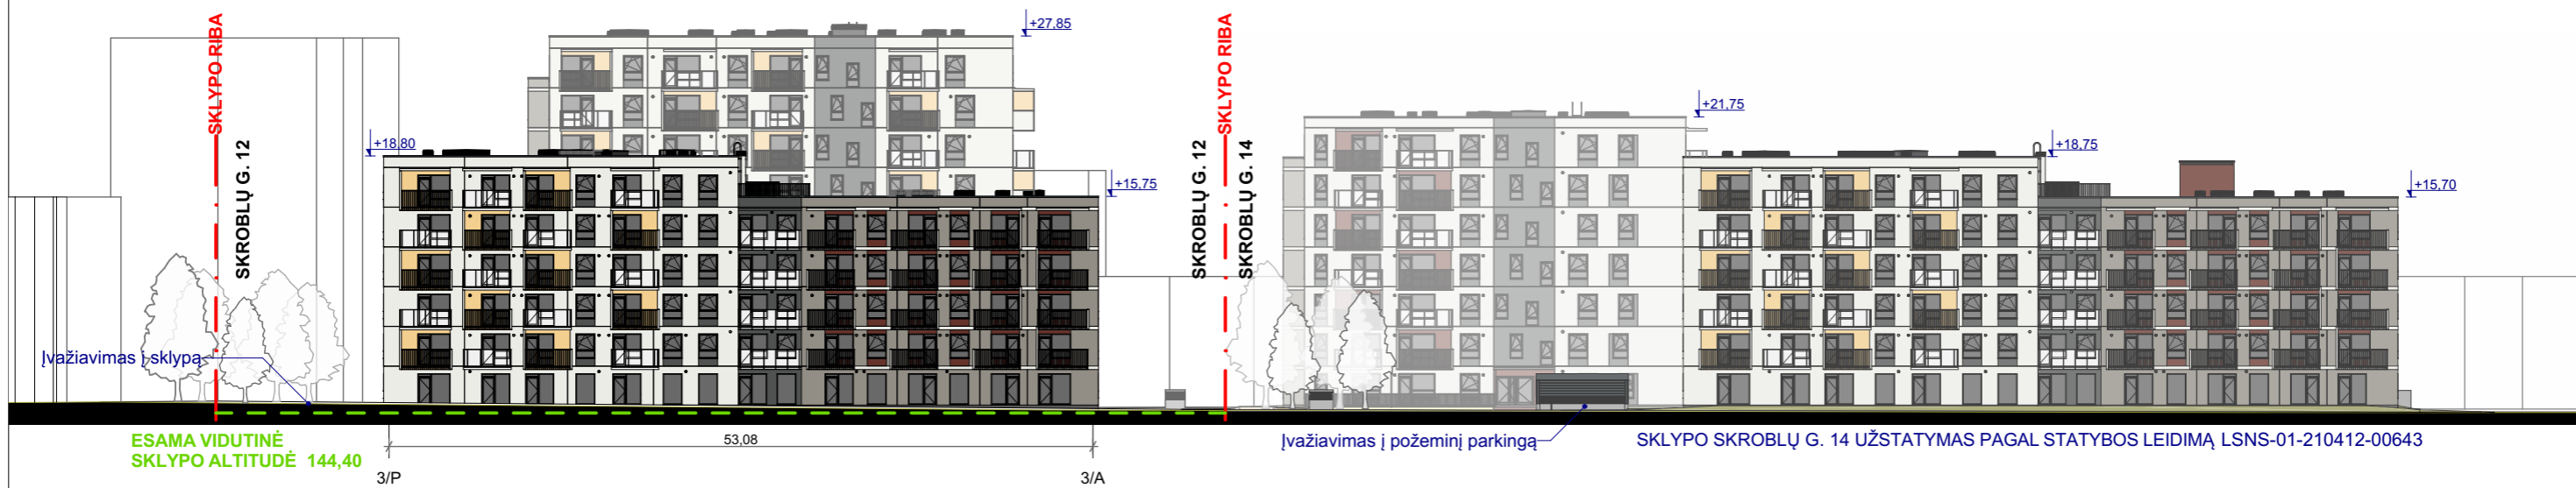 SKLYPO RIBA
SKROBLŲ G. 12
+18,80
+27,85
+15,75
SKLYPO RIBA
SKROBLŲ G. 12
SKROBLŲ G. 14
+21,75
+18,75
+15,70
Įvažiavimas į sklypą
ESAMA VIDUTINĖ
SKLYPO ALTITUDĖ 144,40
53,08
3/P
3/A
Įvažiavimas į požeminį parkingą
SKLYPO SKROBLŲ G. 14 UŽSTATYMAS PAGAL STATYBOS LEIDIMĄ LSNS-01-210412-00643